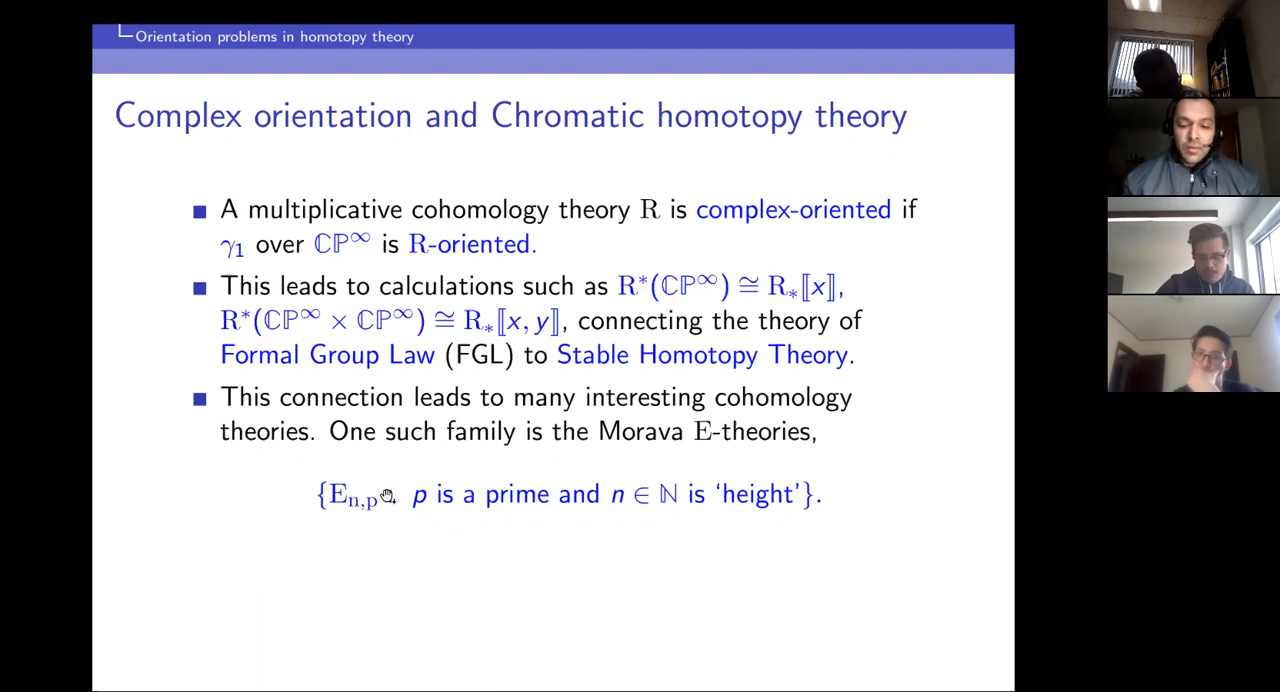 Orientation problems in homotopy theory
Complex orientation and Chromatic homotopy theory
A multiplicative cohomology theory R is complex-oriented if
γ₁ over ℂℙ^∞ is R-oriented.
This leads to calculations such as R*(ℂℙ^∞) ≅ R_*⟦x⟧,
R*(ℂℙ^∞ × ℂℙ^∞) ≅ R_*⟦x, y⟧, connecting the theory of
Formal Group Law (FGL) to Stable Homotopy Theory.
This connection leads to many interesting cohomology
theories. One such family is the Morava E-theories,
{E_{n,p} p is a prime and n ∈ ℕ is ‘height’}.